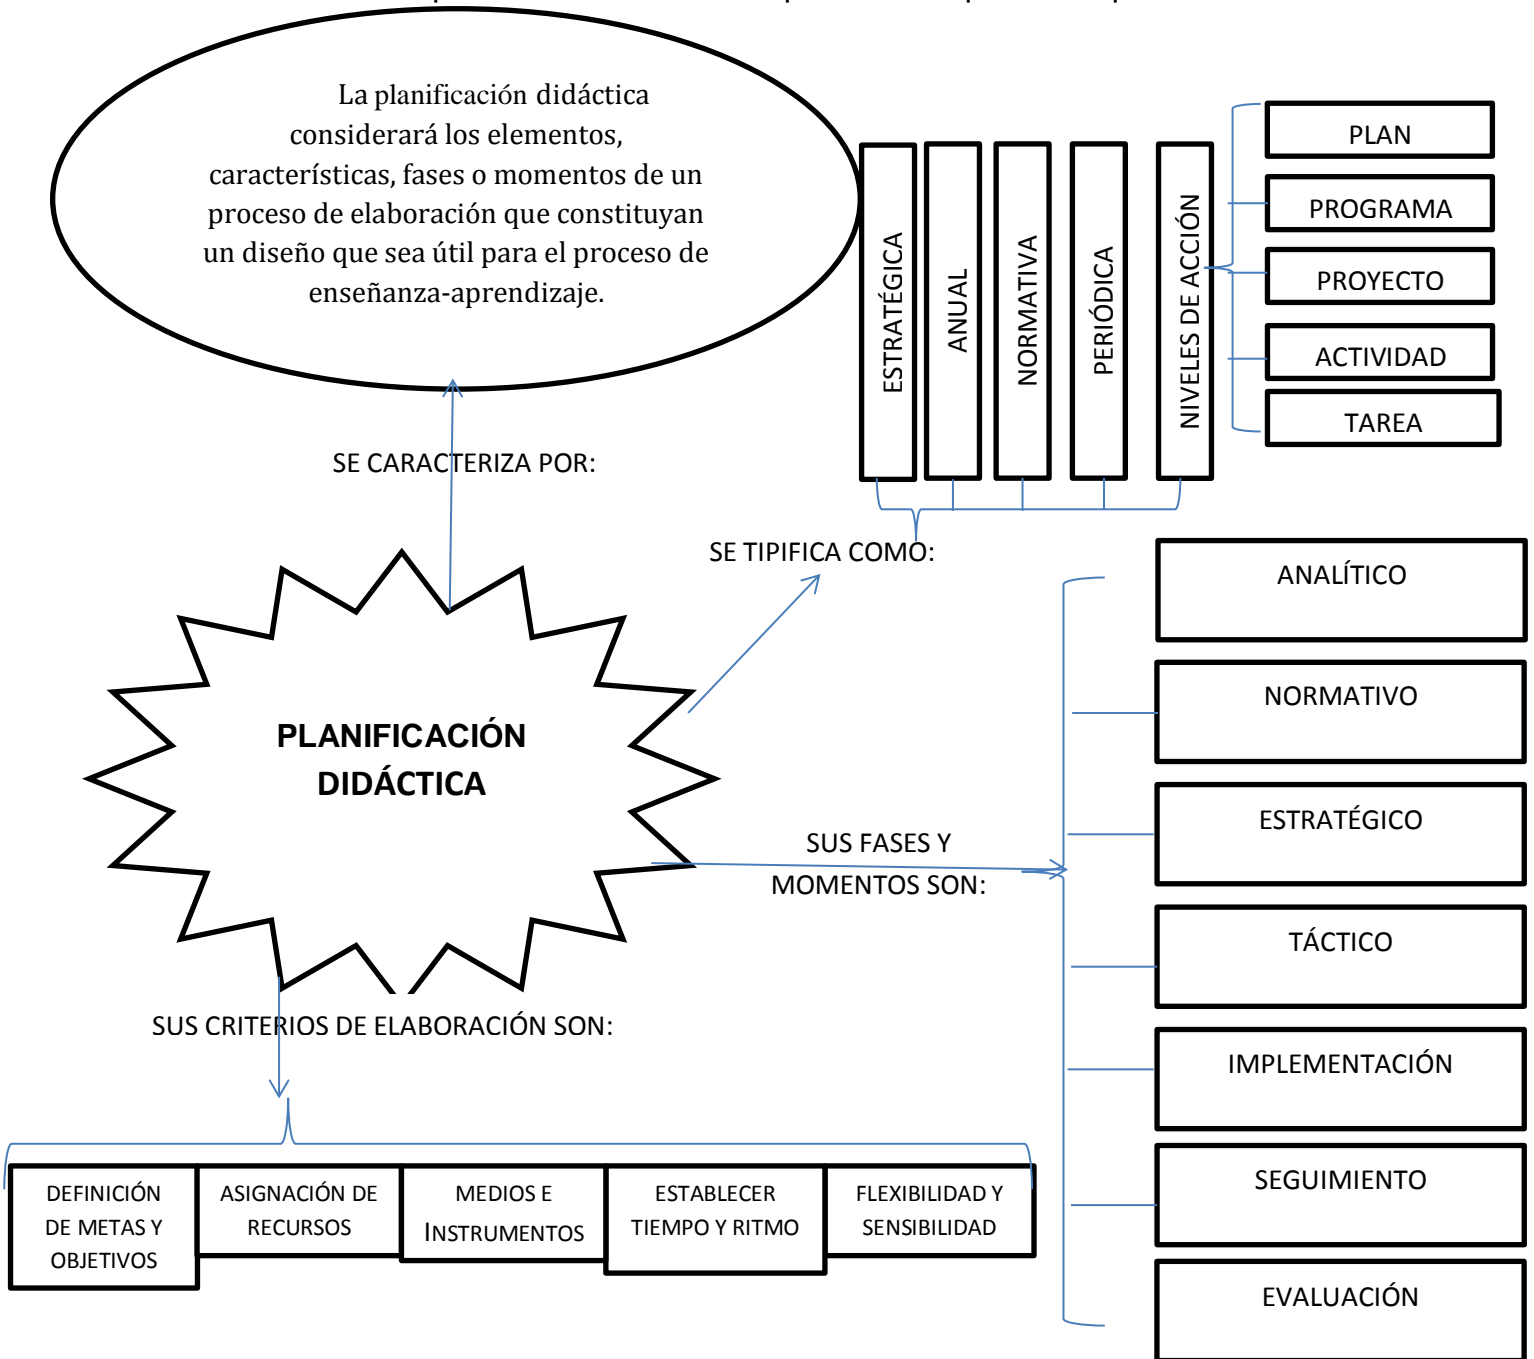 La planificación didáctica
considerará los elementos,
características, fases o momentos de un
proceso de elaboración que constituyan
un diseño que sea útil para el proceso de
enseñanza-aprendizaje.
ESTRATÉGICA
ANUAL
NORMATIVA
PERIÓDICA
NIVELES DE ACCIÓN
PLAN
PROGRAMA
PROYECTO
ACTIVIDAD
TAREA
SE CARACTERIZA POR:
SE TIPIFICA COMO:
PLANIFICACIÓN
DIDÁCTICA
SUS FASES Y
MOMENTOS SON:
ANALÍTICO
NORMATIVO
ESTRATÉGICO
TÁCTICO
IMPLEMENTACIÓN
SEGUIMIENTO
EVALUACIÓN
SUS CRITERIOS DE ELABORACIÓN SON:
DEFINICIÓN
DE METAS Y
OBJETIVOS
ASIGNACIÓN DE
RECURSOS
MEDIOS E
INSTRUMENTOS
ESTABLECER
TIEMPO Y RITMO
FLEXIBILIDAD Y
SENSIBILIDAD